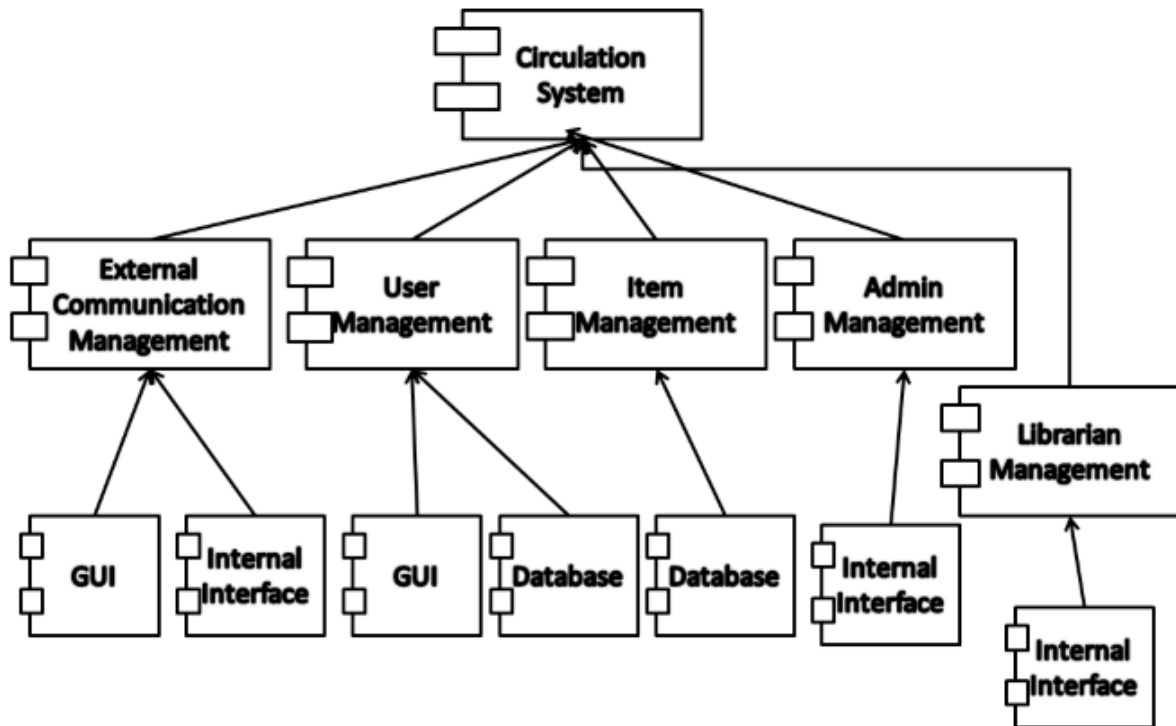 Circulation
System
External
Communication
Management
User
Management
Item
Management
Admin
Management
Librarian
Management
GUI
Internal
Interface
GUI
Database
Database
Internal
Interface
Internal
Interface